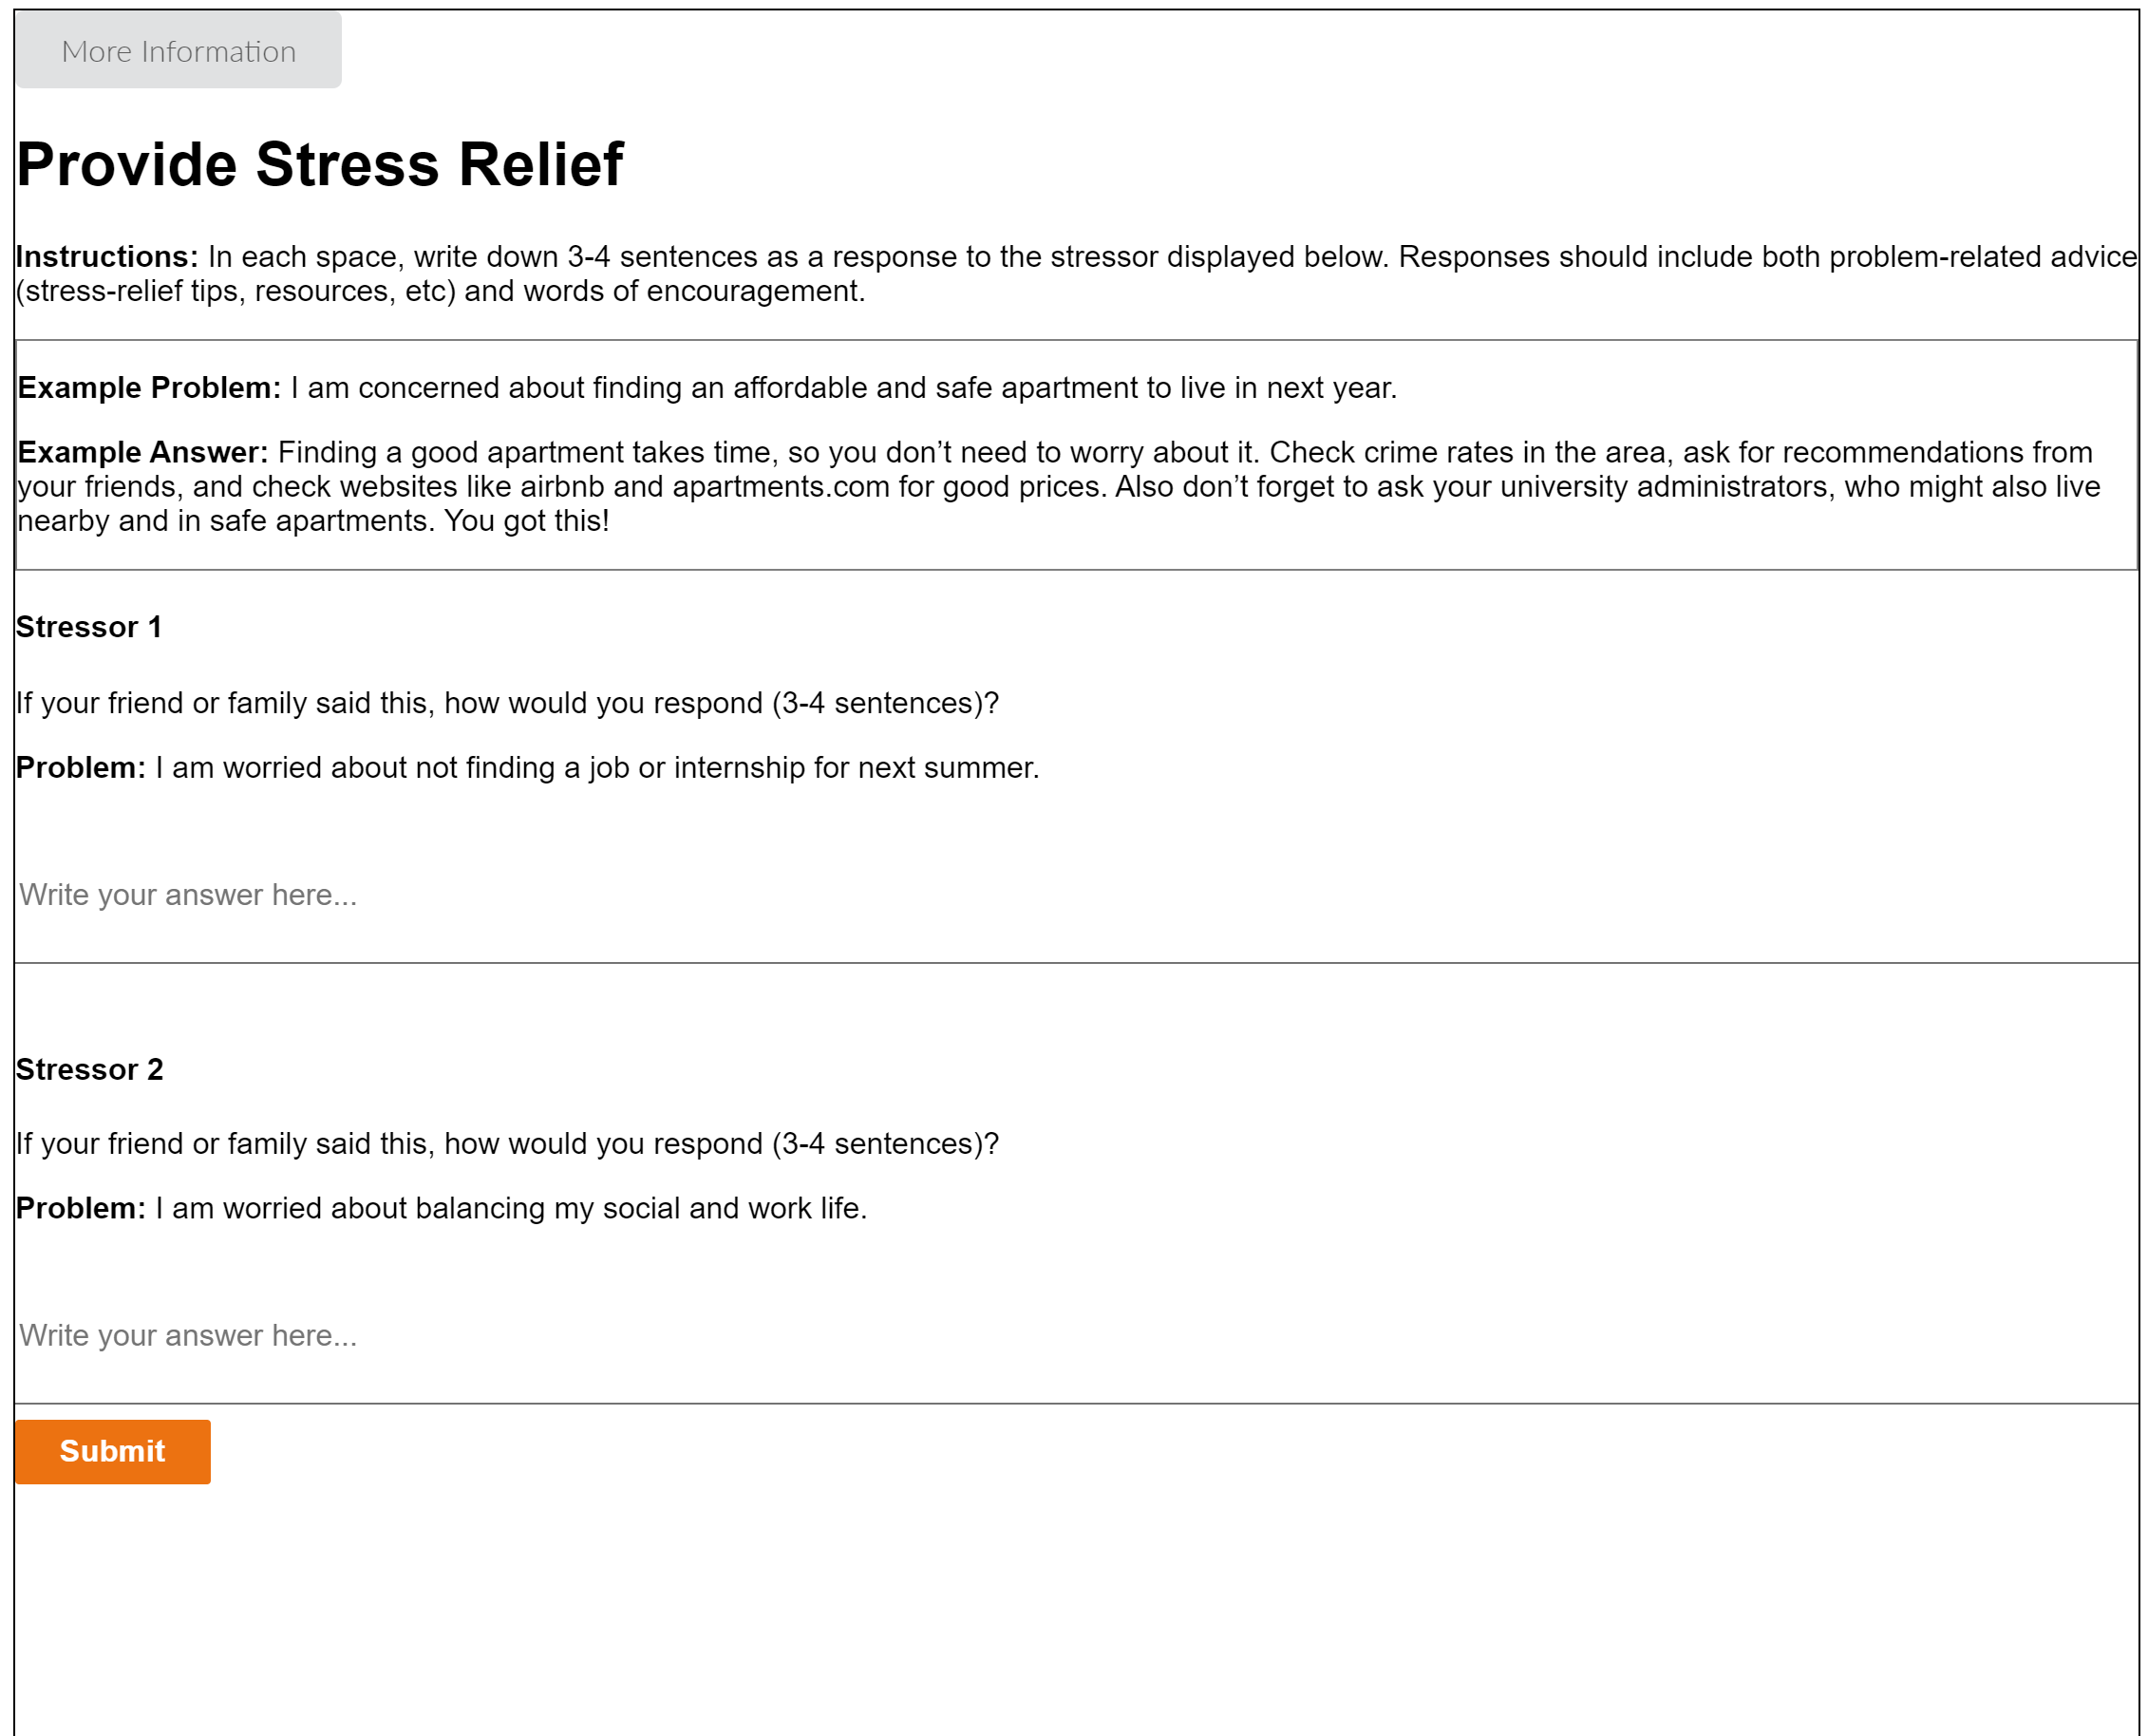 More Information
Provide Stress Relief
Instructions: In each space, write down 3-4 sentences as a response to the stressor displayed below. Responses should include both problem-related advice
(stress-relief tips, resources, etc) and words of encouragement.
Example Problem: I am concerned about finding an affordable and safe apartment to live in next year.
Example Answer: Finding a good apartment takes time, so you don’t need to worry about it. Check crime rates in the area, ask for recommendations from
your friends, and check websites like airbnb and apartments.com for good prices. Also don’t forget to ask your university administrators, who might also live
nearby and in safe apartments. You got this!
Stressor 1
If your friend or family said this, how would you respond (3-4 sentences)?
Problem: I am worried about not finding a job or internship for next summer.
Write your answer here...
Stressor 2
If your friend or family said this, how would you respond (3-4 sentences)?
Problem: I am worried about balancing my social and work life.
Write your answer here...
Submit